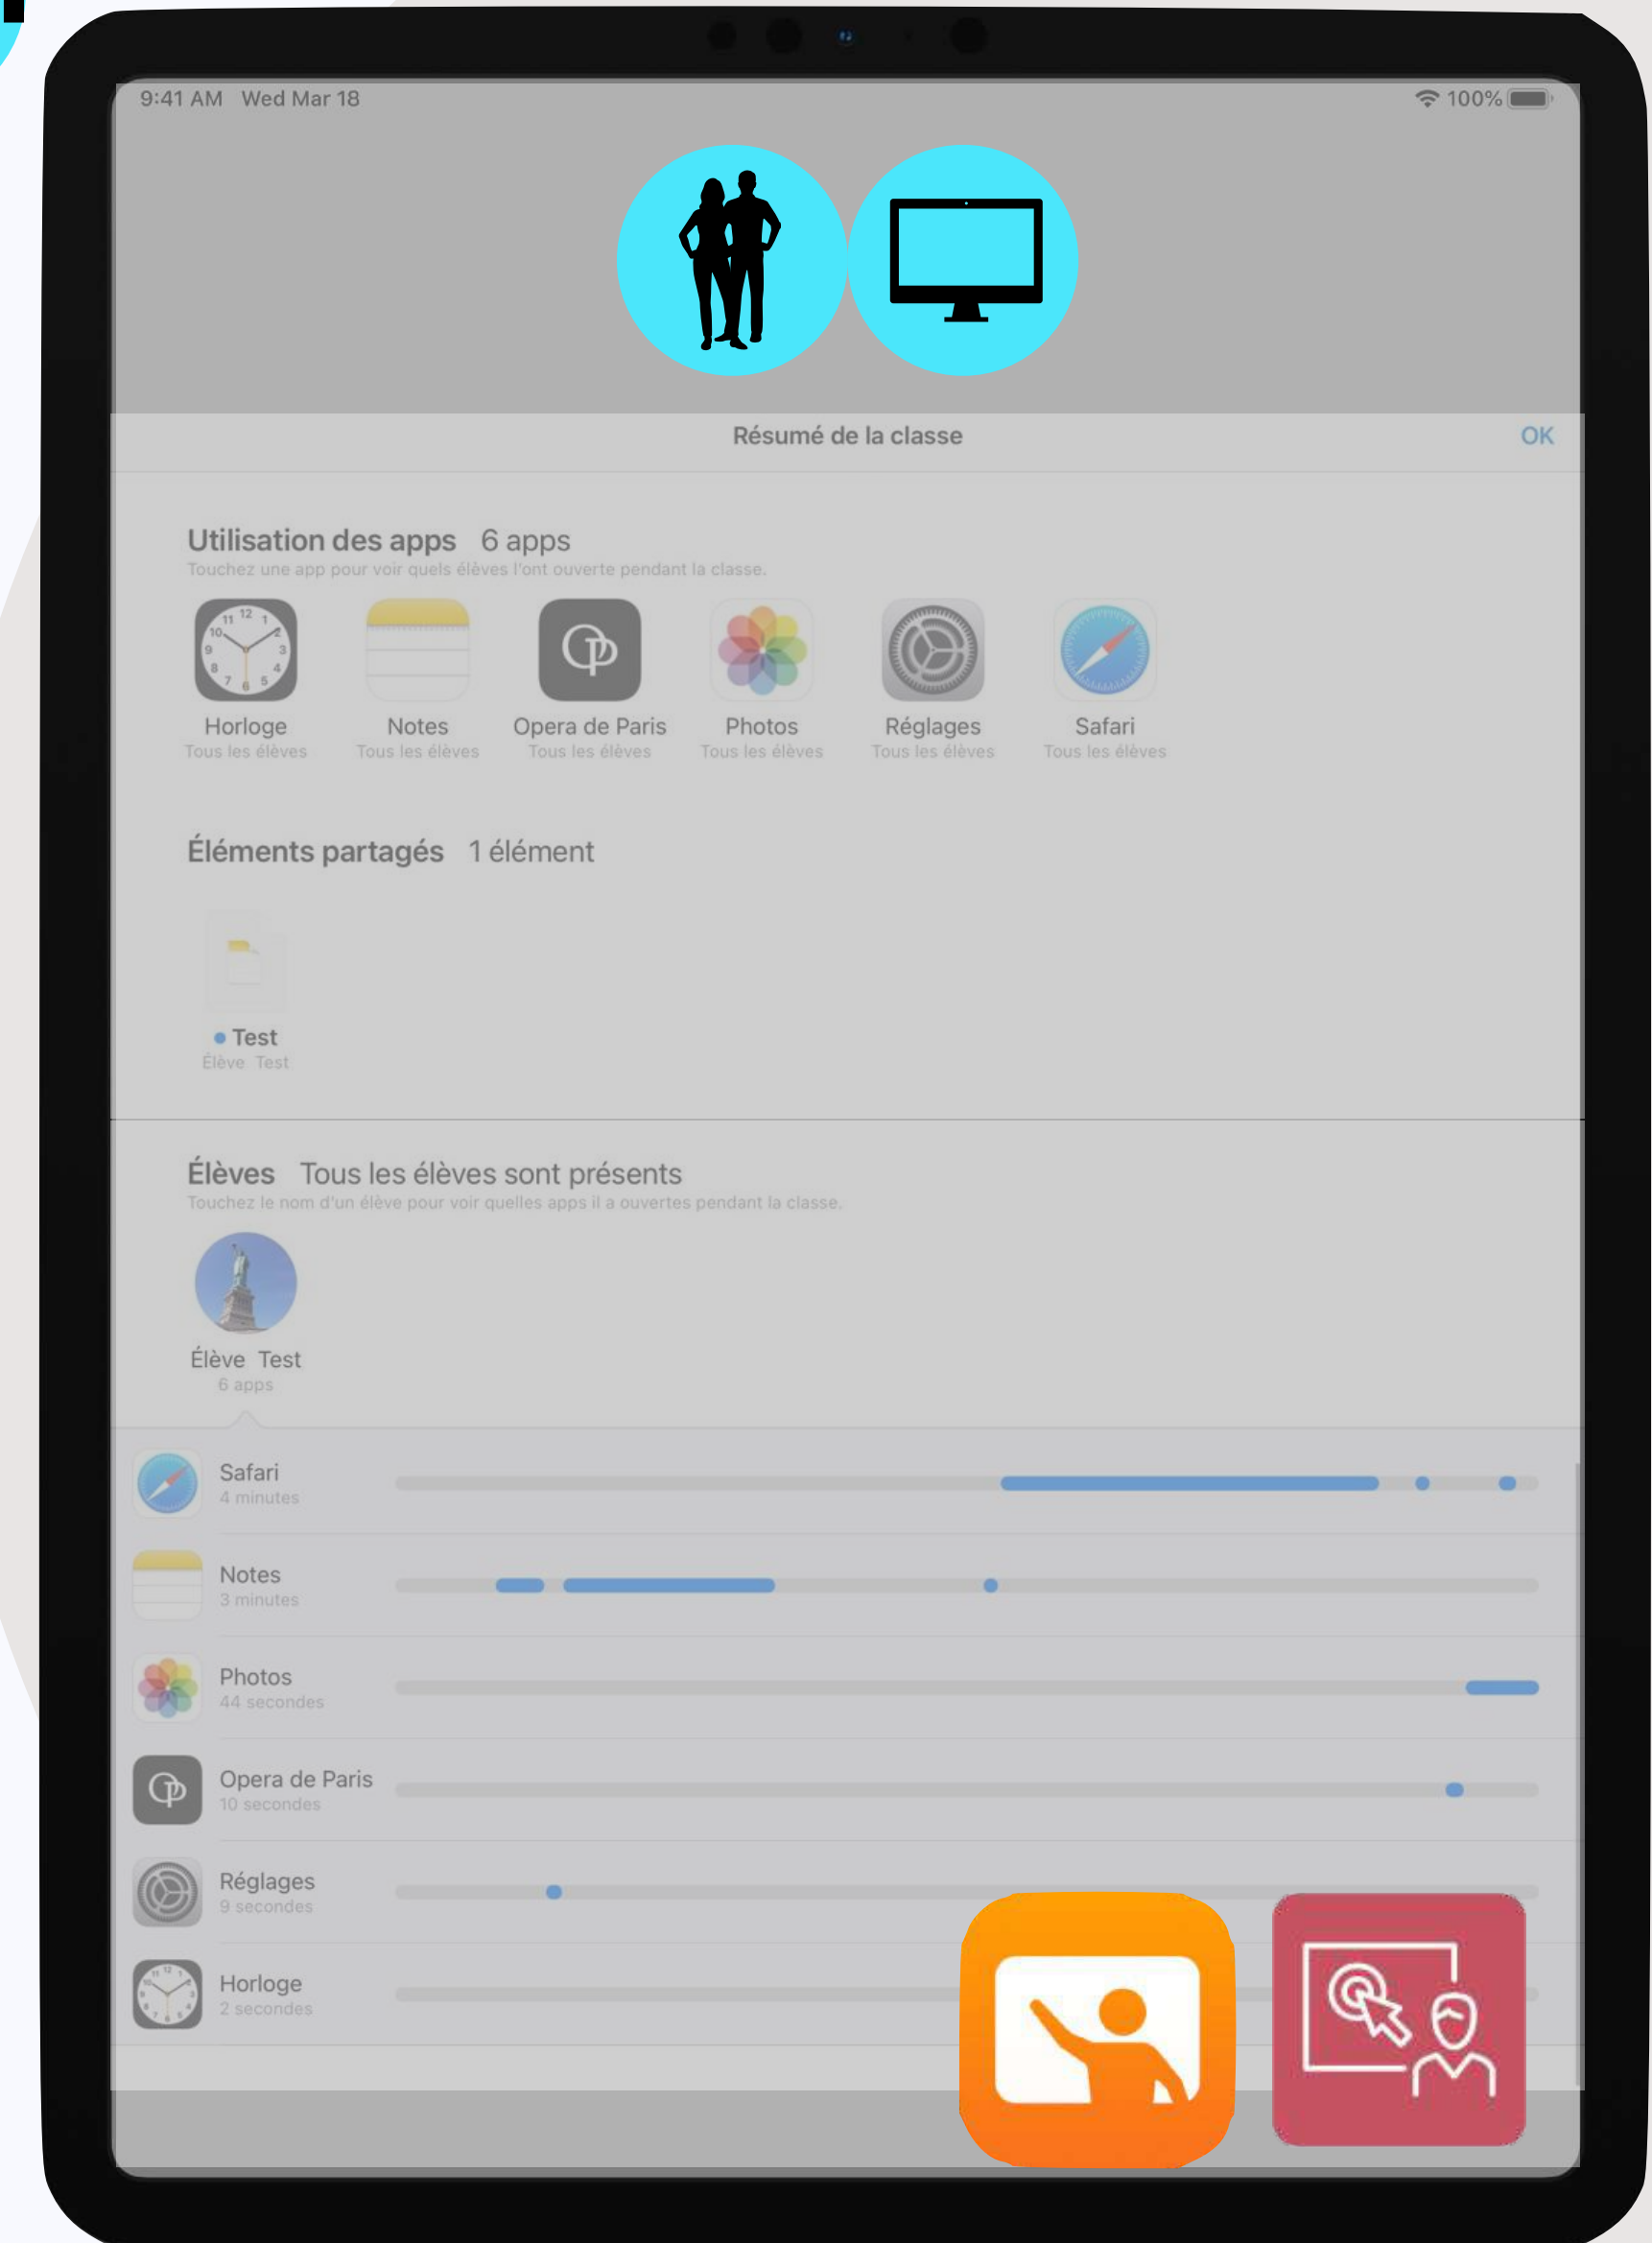 9:41 AM Wed Mar 18
100%
Résumé de la classe
OK
Utilisation des apps 6 apps
Touchez une app pour voir quels élèves l'ont ouverte pendant la classe.
Horloge
Tous les élèves
Notes
Tous les élèves
Opera de Paris
Tous les élèves
Photos
Tous les élèves
Réglages
Tous les élèves
Safari
Tous les élèves
Éléments partagés 1 élément
Test
Élève Test
Élèves Tous les élèves sont présents
Touchez le nom d'un élève pour voir quelles apps il a ouvertes pendant la classe.
Élève Test
6 apps
Safari
4 minutes
Notes
3 minutes
Photos
44 secondes
Opera de Paris
10 secondes
Réglages
9 secondes
Horloge
2 secondes